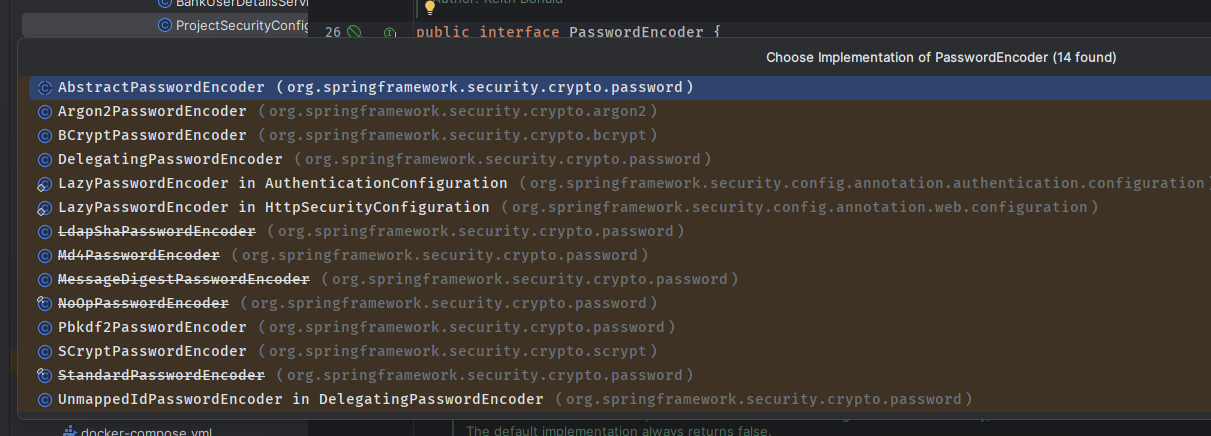 BankUserDetailsServi
Author: Keith Donald
ProjectSecurityConfig
26 public interface PasswordEncoder {
Choose Implementation of PasswordEncoder (14 found)
AbstractPasswordEncoder (org.springframework.security.crypto.password)
Argon2PasswordEncoder (org.springframework.security.crypto.argon2)
BCryptPasswordEncoder (org.springframework.security.crypto.bcrypt)
DelegatingPasswordEncoder (org.springframework.security.crypto.password)
LazyPasswordEncoder in AuthenticationConfiguration (org.springframework.security.config.annotation.authentication.configuration)
LazyPasswordEncoder in HttpSecurityConfiguration (org.springframework.security.config.annotation.web.configuration)
LdapShaPasswordEncoder (org.springframework.security.crypto.password)
Md4PasswordEncoder (org.springframework.security.crypto.password)
MessageDigestPasswordEncoder (org.springframework.security.crypto.password)
NoOpPasswordEncoder (org.springframework.security.crypto.password)
Pbkdf2PasswordEncoder (org.springframework.security.crypto.password)
SCryptPasswordEncoder (org.springframework.security.crypto.scrypt)
StandardPasswordEncoder (org.springframework.security.crypto.password)
UnmappedIdPasswordEncoder in DelegatingPasswordEncoder (org.springframework.security.crypto.password)
docker-compose.yml
The default implementation always returns false.